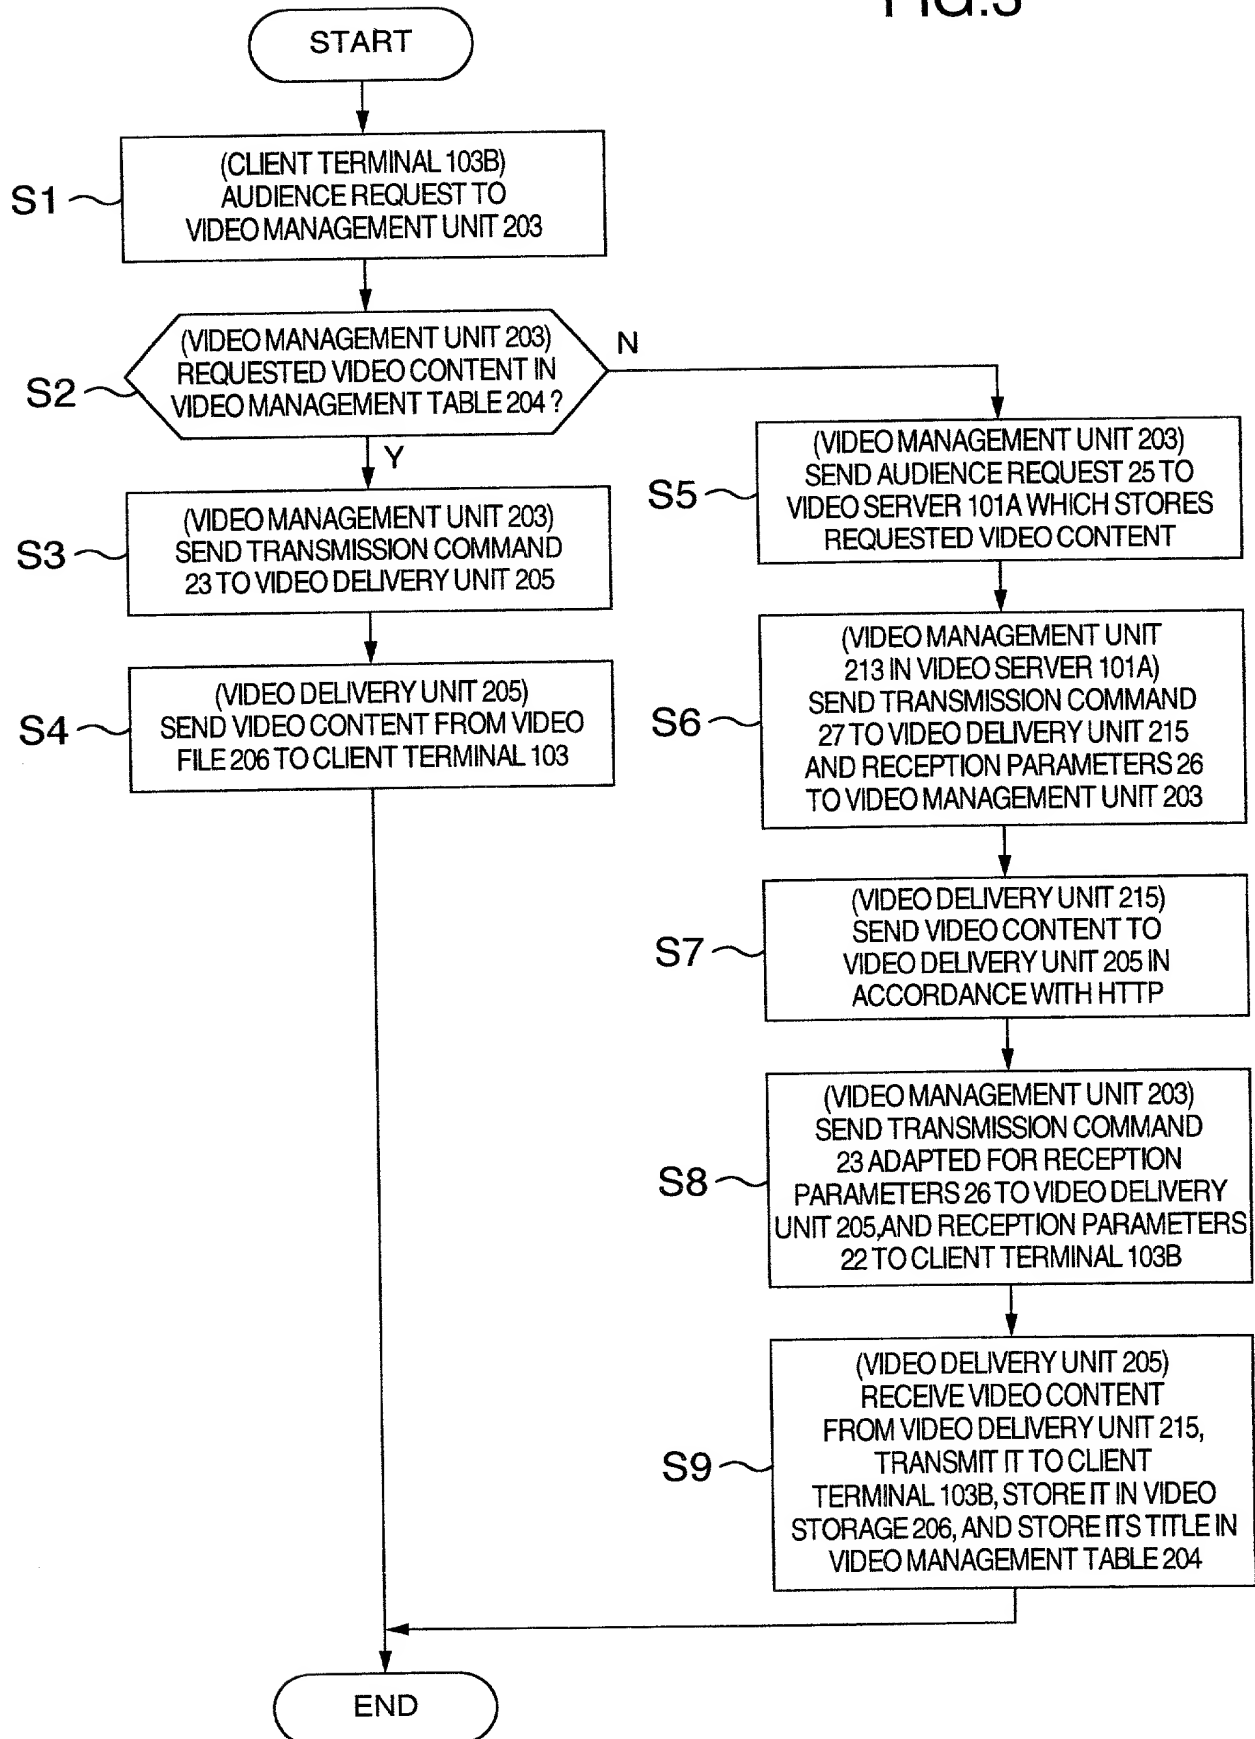 FIG.3
START
S1
(CLIENT TERMINAL 103B)
AUDIENCE REQUEST TO
VIDEO MANAGEMENT UNIT 203
S2
(VIDEO MANAGEMENT UNIT 203)
REQUESTED VIDEO CONTENT IN
VIDEO MANAGEMENT TABLE 204 ?
N
Y
S3
(VIDEO MANAGEMENT UNIT 203)
SEND TRANSMISSION COMMAND
23 TO VIDEO DELIVERY UNIT 205
S4
(VIDEO DELIVERY UNIT 205)
SEND VIDEO CONTENT FROM VIDEO
FILE 206 TO CLIENT TERMINAL 103
S5
(VIDEO MANAGEMENT UNIT 203)
SEND AUDIENCE REQUEST 25 TO
VIDEO SERVER 101A WHICH STORES
REQUESTED VIDEO CONTENT
S6
(VIDEO MANAGEMENT UNIT
213 IN VIDEO SERVER 101A)
SEND TRANSMISSION COMMAND
27 TO VIDEO DELIVERY UNIT 215
AND RECEPTION PARAMETERS 26
TO VIDEO MANAGEMENT UNIT 203
S7
(VIDEO DELIVERY UNIT 215)
SEND VIDEO CONTENT TO
VIDEO DELIVERY UNIT 205 IN
ACCORDANCE WITH HTTP
S8
(VIDEO MANAGEMENT UNIT 203)
SEND TRANSMISSION COMMAND
23 ADAPTED FOR RECEPTION
PARAMETERS 26 TO VIDEO DELIVERY
UNIT 205,AND RECEPTION PARAMETERS
22 TO CLIENT TERMINAL 103B
S9
(VIDEO DELIVERY UNIT 205)
RECEIVE VIDEO CONTENT
FROM VIDEO DELIVERY UNIT 215,
TRANSMIT IT TO CLIENT
TERMINAL 103B, STORE IT IN VIDEO
STORAGE 206, AND STORE ITS TITLE IN
VIDEO MANAGEMENT TABLE 204
END